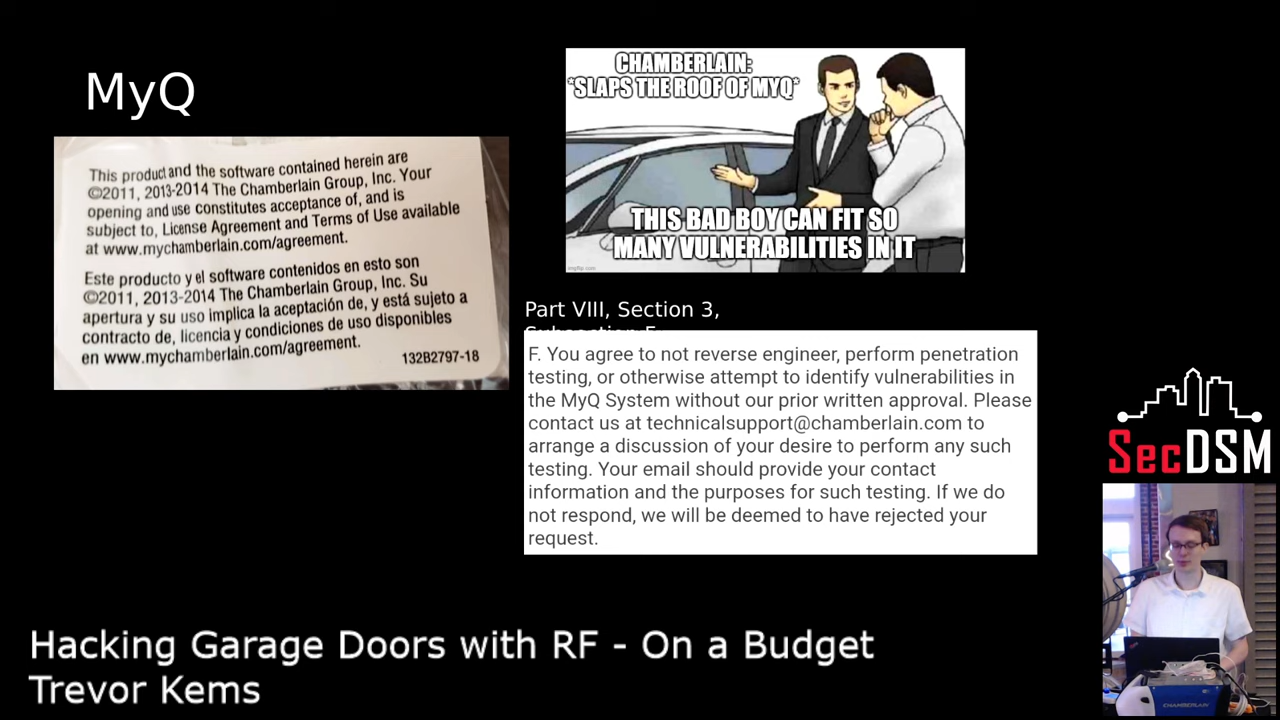 MyQ
This product and the software contained herein are
©2011, 2013-2014 The Chamberlain Group, Inc. Your
opening and use constitutes acceptance of, and is
subject to, License Agreement and Terms of Use available
at www.mychamberlain.com/agreement.
Este producto y el software contenidos en esto son
©2011, 2013-2014 The Chamberlain Group, Inc. Su
apertura y su uso implica la aceptación de, y está sujeto a
contracto de, licencia y condiciones de uso disponibles
en www.mychamberlain.com/agreement.
132B2797-18
CHAMBERLAIN:
*SLAPS THE ROOF OF MYQ*
THIS BAD BOY CAN FIT SO
MANY VULNERABILITIES IN IT
imgflip.com
Part VIII, Section 3,
F. You agree to not reverse engineer, perform penetration
testing, or otherwise attempt to identify vulnerabilities in
the MyQ System without our prior written approval. Please
contact us at technicalsupport@chamberlain.com to
arrange a discussion of your desire to perform any such
testing. Your email should provide your contact
information and the purposes for such testing. If we do
not respond, we will be deemed to have rejected your
request.
SecDSM
CHAMBERLAIN
Hacking Garage Doors with RF - On a Budget
Trevor Kems